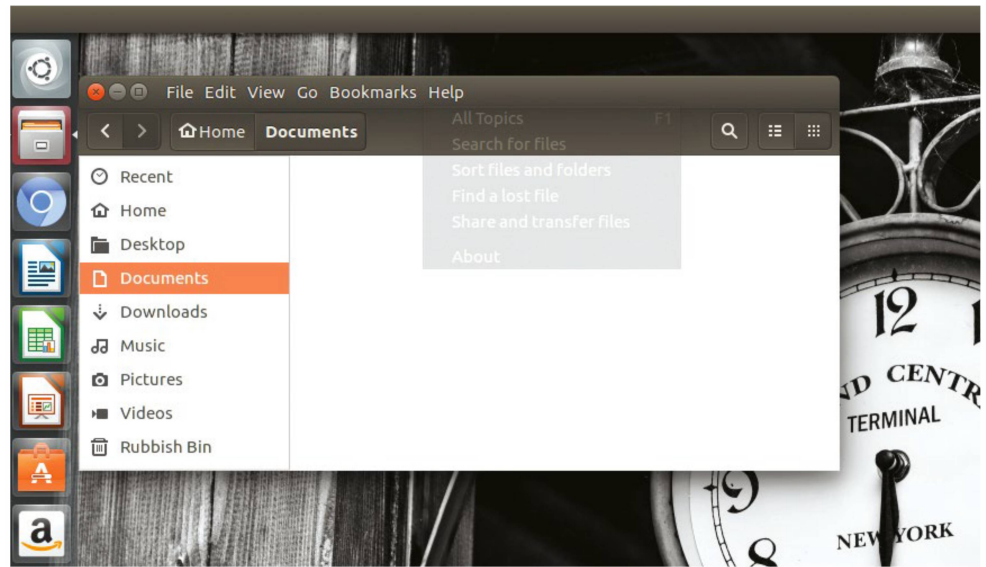 File Edit View Go Bookmarks Help
Home Documents
All Topics F1
Search for files
Sort files and folders
Find a lost file
Share and transfer files
About
Recent
Home
Desktop
Documents
Downloads
Music
Pictures
Videos
Rubbish Bin
A
a
12
9
8
ND CENTR
TERMINAL
NEW YORK